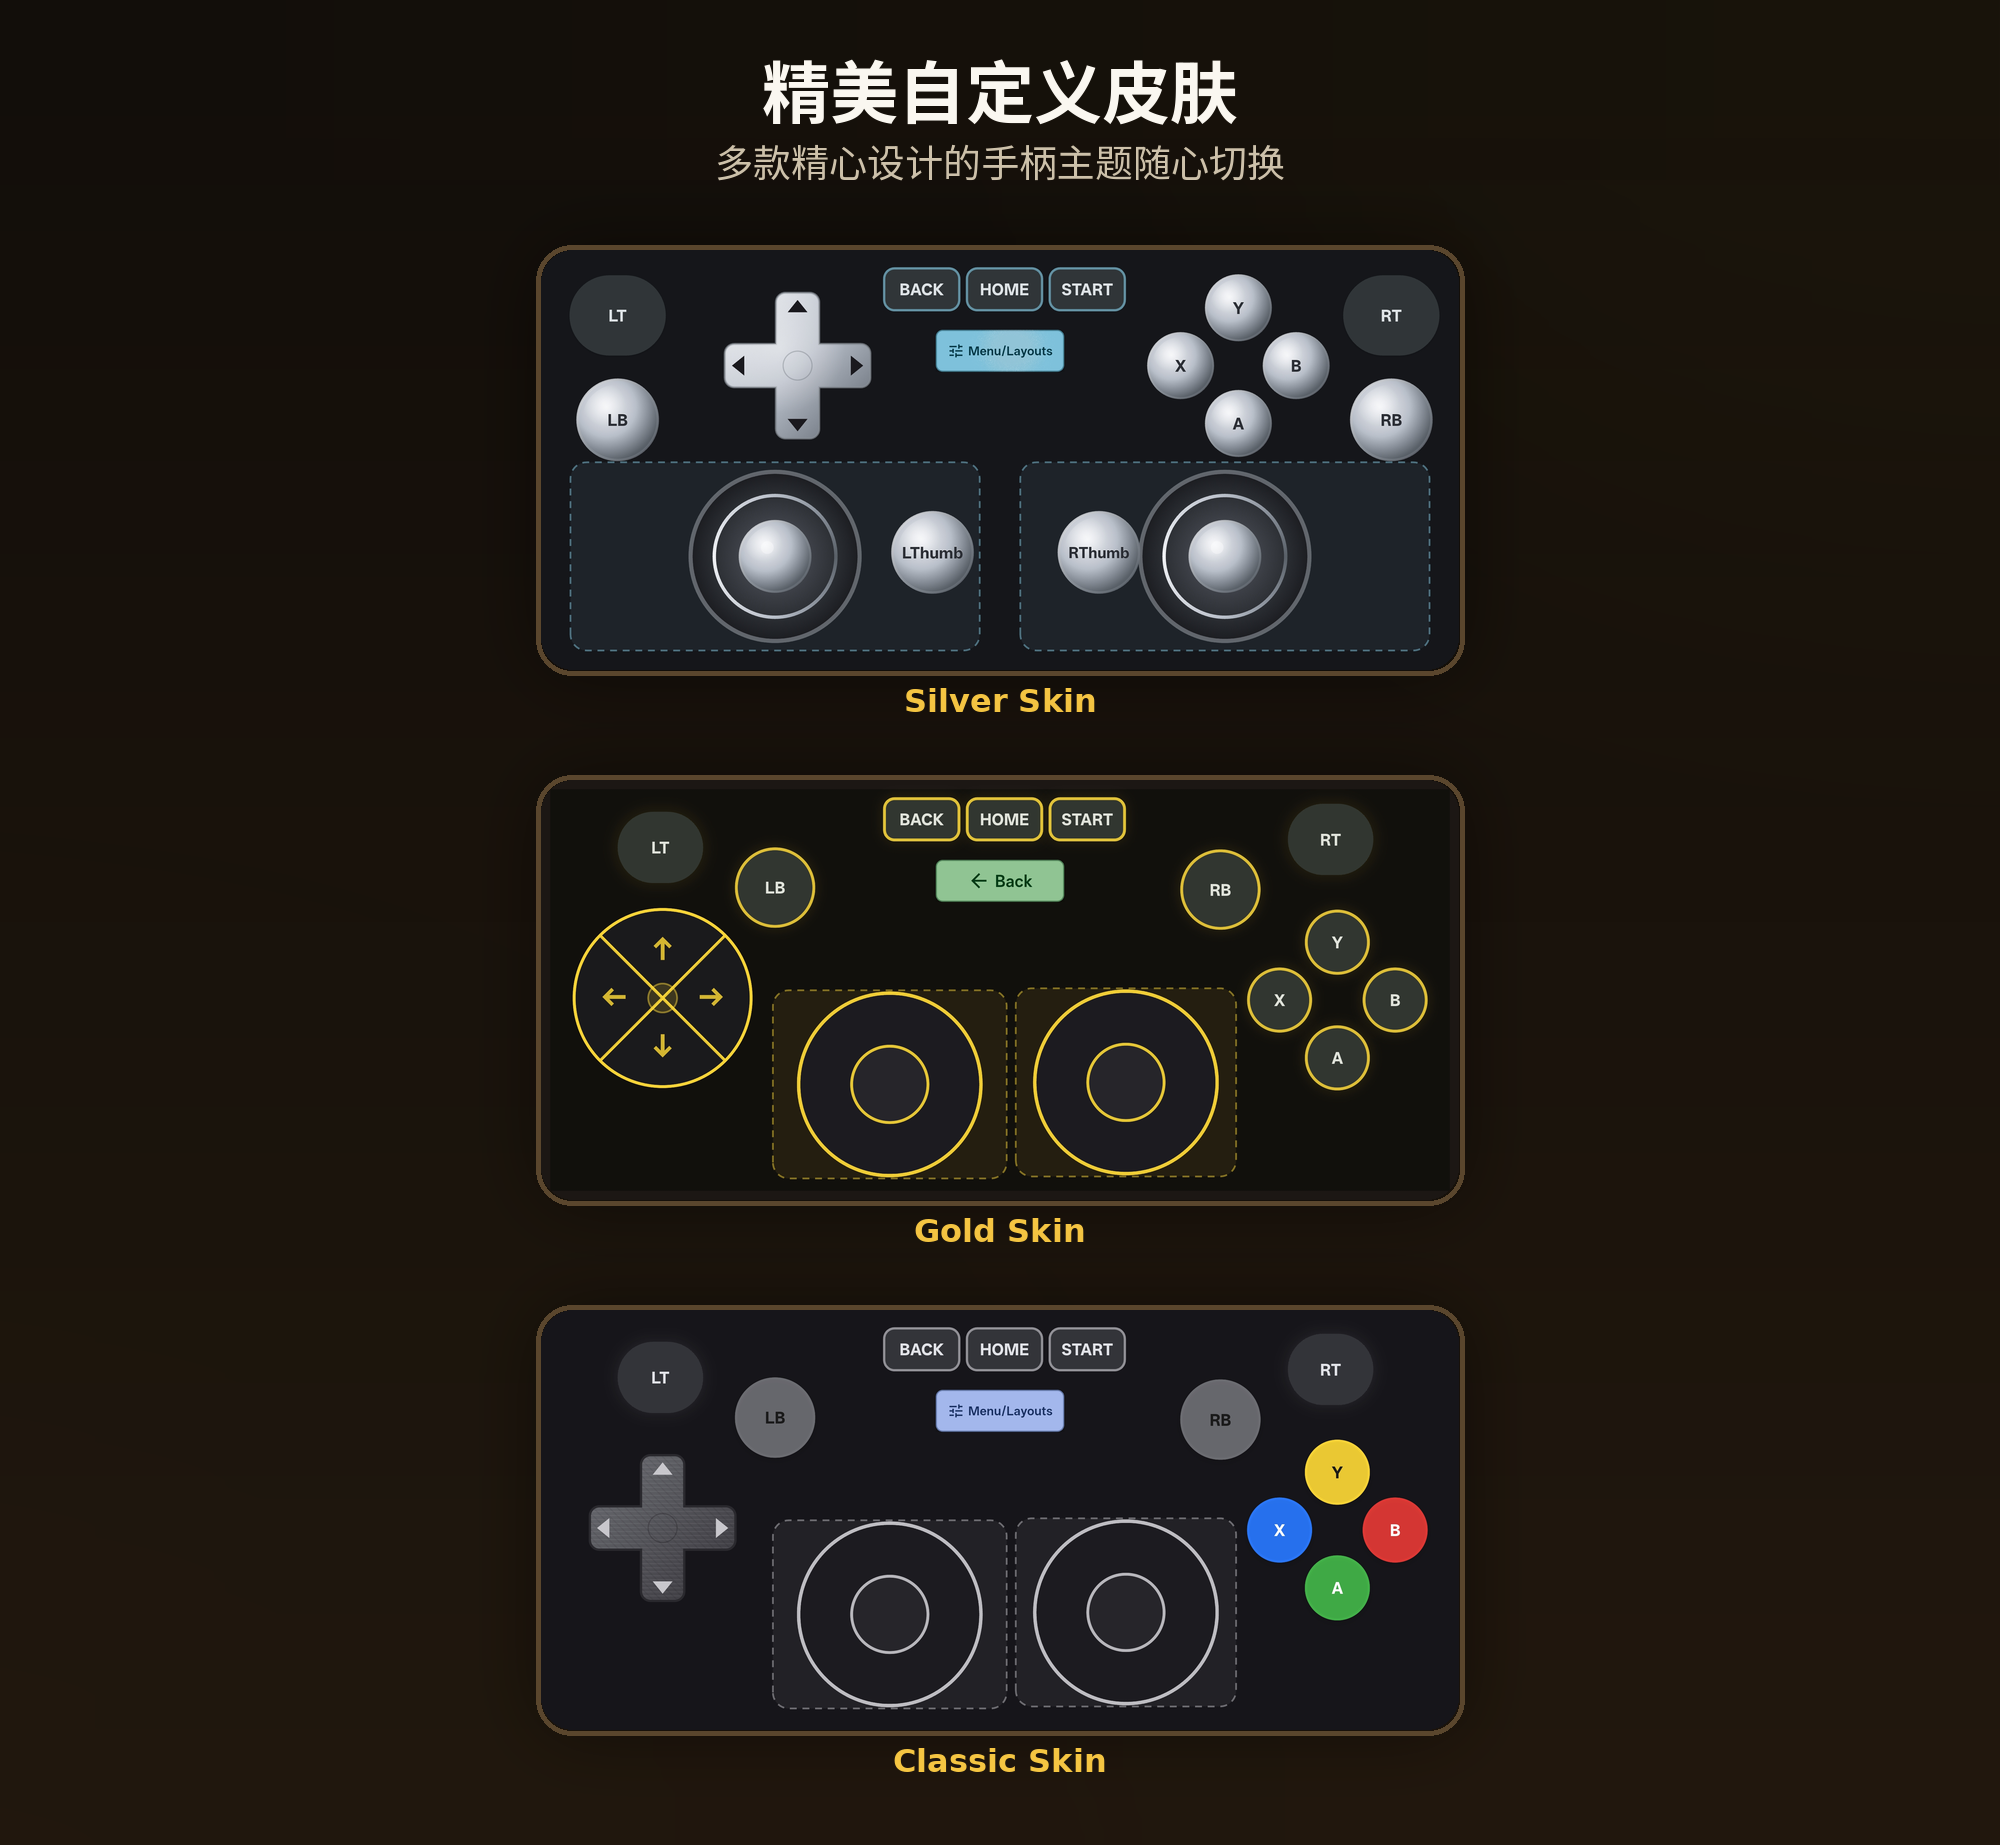 精美自定义皮肤
多款精心设计的手柄主题随心切换
LT
BACK HOME START
Y
RT
Menu/Layouts
X B
LB
A
RB
LThumb
RThumb
Silver Skin
BACK HOME START
LT
RT
LB
Back
RB
Y
X B
A
Gold Skin
BACK HOME START
LT
RT
LB
Menu/Layouts
RB
Y
X B
A
Classic Skin